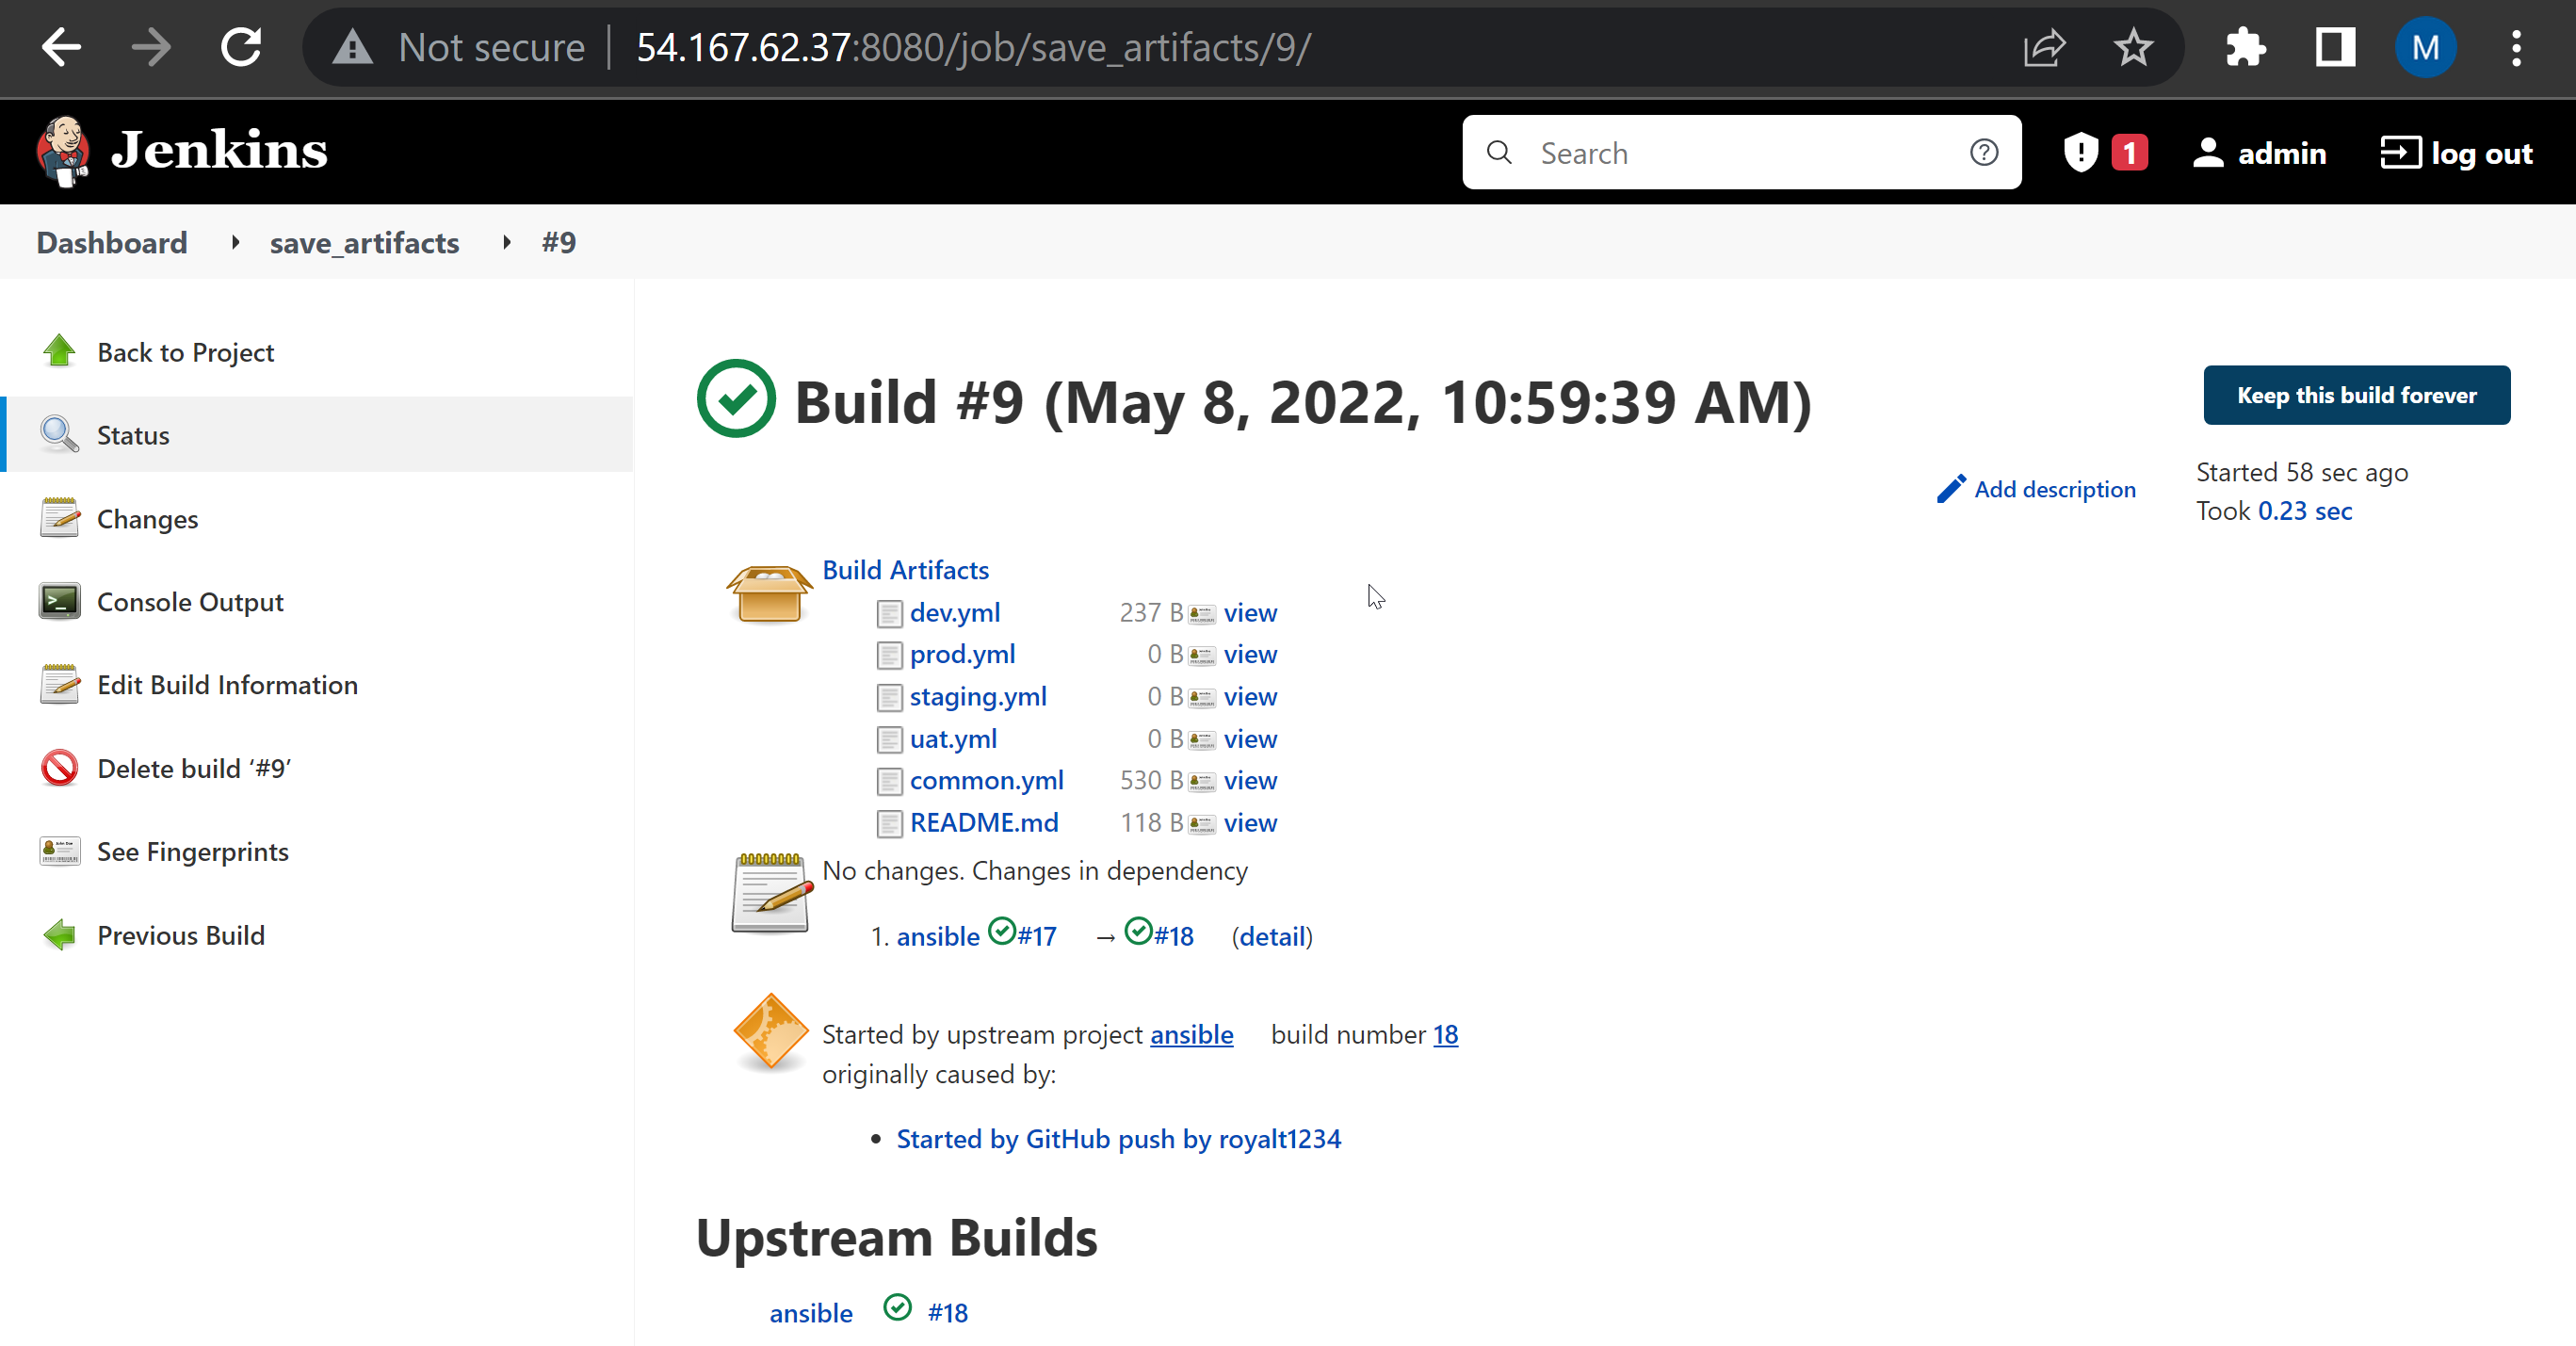 Not secure 54.167.62.37:8080/job/save_artifacts/9/
M
Jenkins
Search
1
admin
log out
Dashboard save_artifacts #9
Back to Project
Status
Changes
Console Output
Edit Build Information
Delete build ‘#9’
See Fingerprints
Previous Build
Build #9 (May 8, 2022, 10:59:39 AM)
Keep this build forever
Add description
Started 58 sec ago
Took 0.23 sec
Build Artifacts
dev.yml 237 B view
prod.yml 0 B view
staging.yml 0 B view
uat.yml 0 B view
common.yml 530 B view
README.md 118 B view
No changes. Changes in dependency
1. ansible #17 → #18 (detail)
Started by upstream project ansible build number 18
originally caused by:
• Started by GitHub push by royalt1234
Upstream Builds
ansible #18